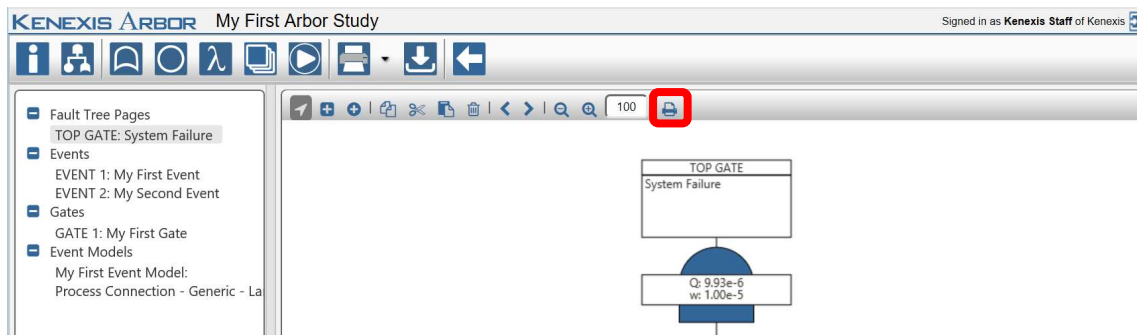 KENEXIS ARBOR My First Arbor Study
Signed in as Kenexis Staff of Kenexis
Fault Tree Pages
TOP GATE: System Failure
Events
EVENT 1: My First Event
EVENT 2: My Second Event
Gates
GATE 1: My First Gate
Event Models
My First Event Model:
Process Connection - Generic - La
100
TOP GATE
System Failure
Q: 9.93e-6
w: 1.00e-5